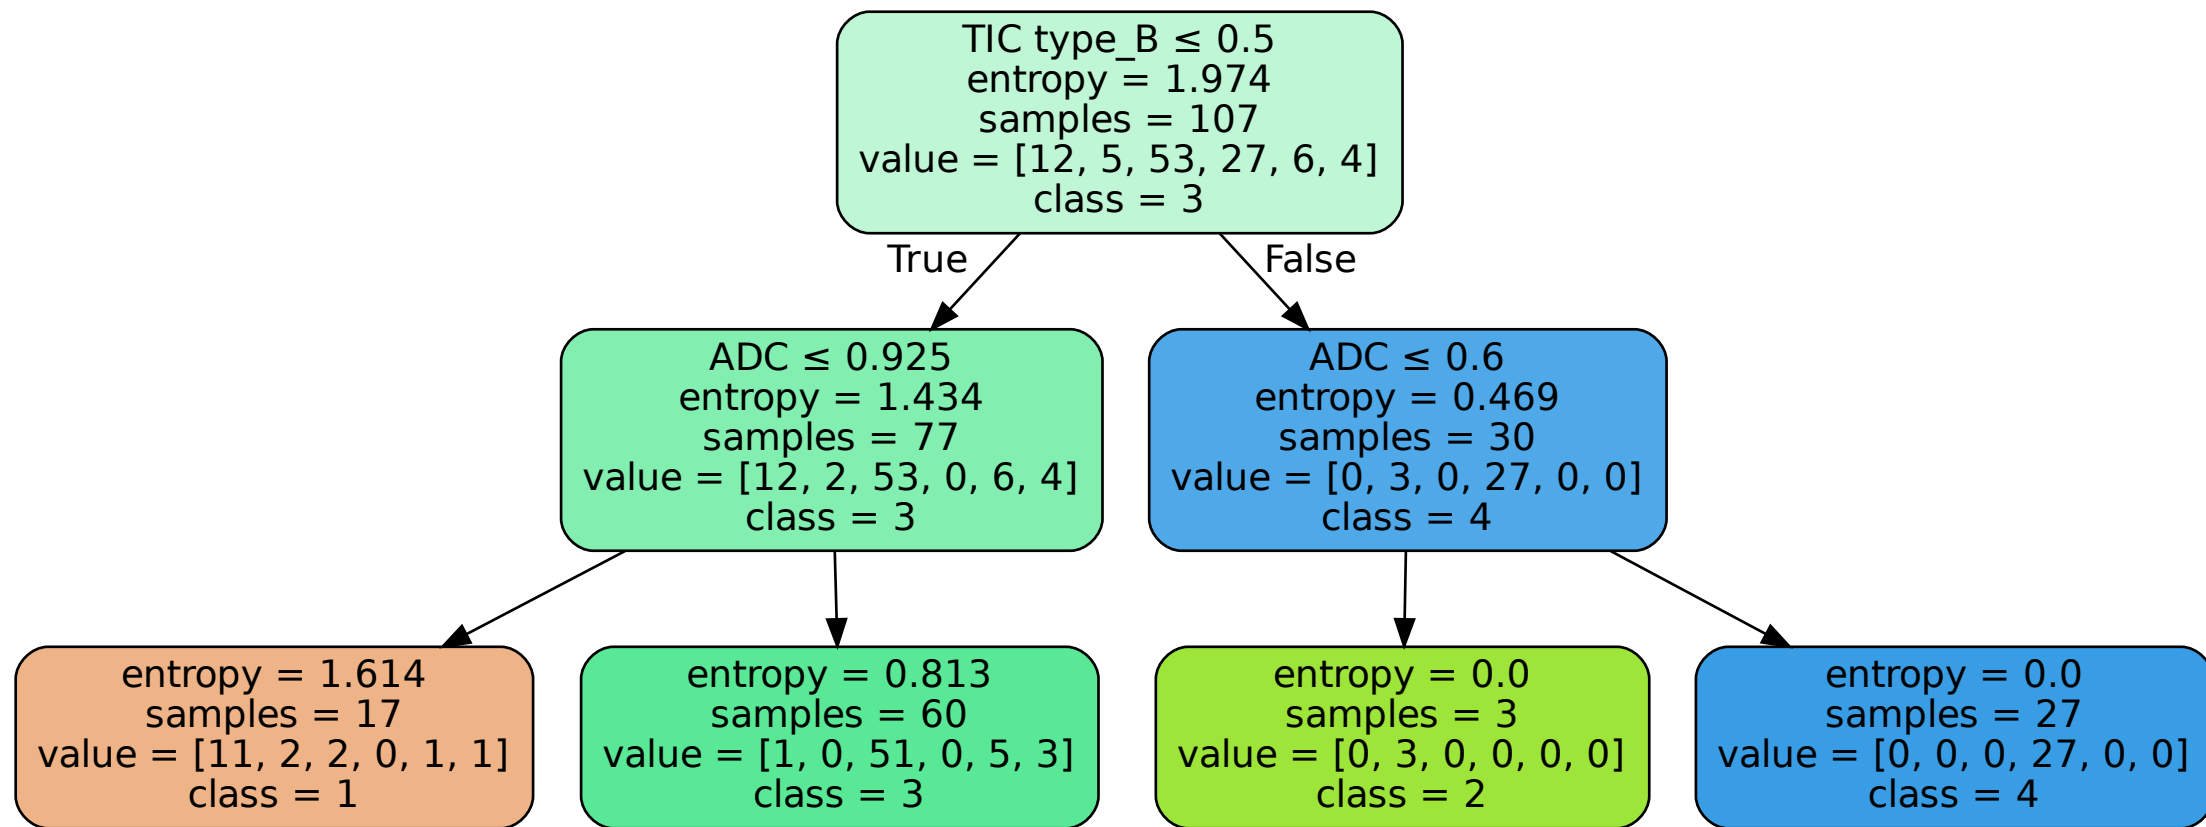 TIC type_B ≤ 0.5
entropy = 1.974
samples = 107
value = [12, 5, 53, 27, 6, 4]
class = 3
True
False
ADC ≤ 0.925
entropy = 1.434
samples = 77
value = [12, 2, 53, 0, 6, 4]
class = 3
ADC ≤ 0.6
entropy = 0.469
samples = 30
value = [0, 3, 0, 27, 0, 0]
class = 4
entropy = 1.614
samples = 17
value = [11, 2, 2, 0, 1, 1]
class = 1
entropy = 0.813
samples = 60
value = [1, 0, 51, 0, 5, 3]
class = 3
entropy = 0.0
samples = 3
value = [0, 3, 0, 0, 0, 0]
class = 2
entropy = 0.0
samples = 27
value = [0, 0, 0, 27, 0, 0]
class = 4